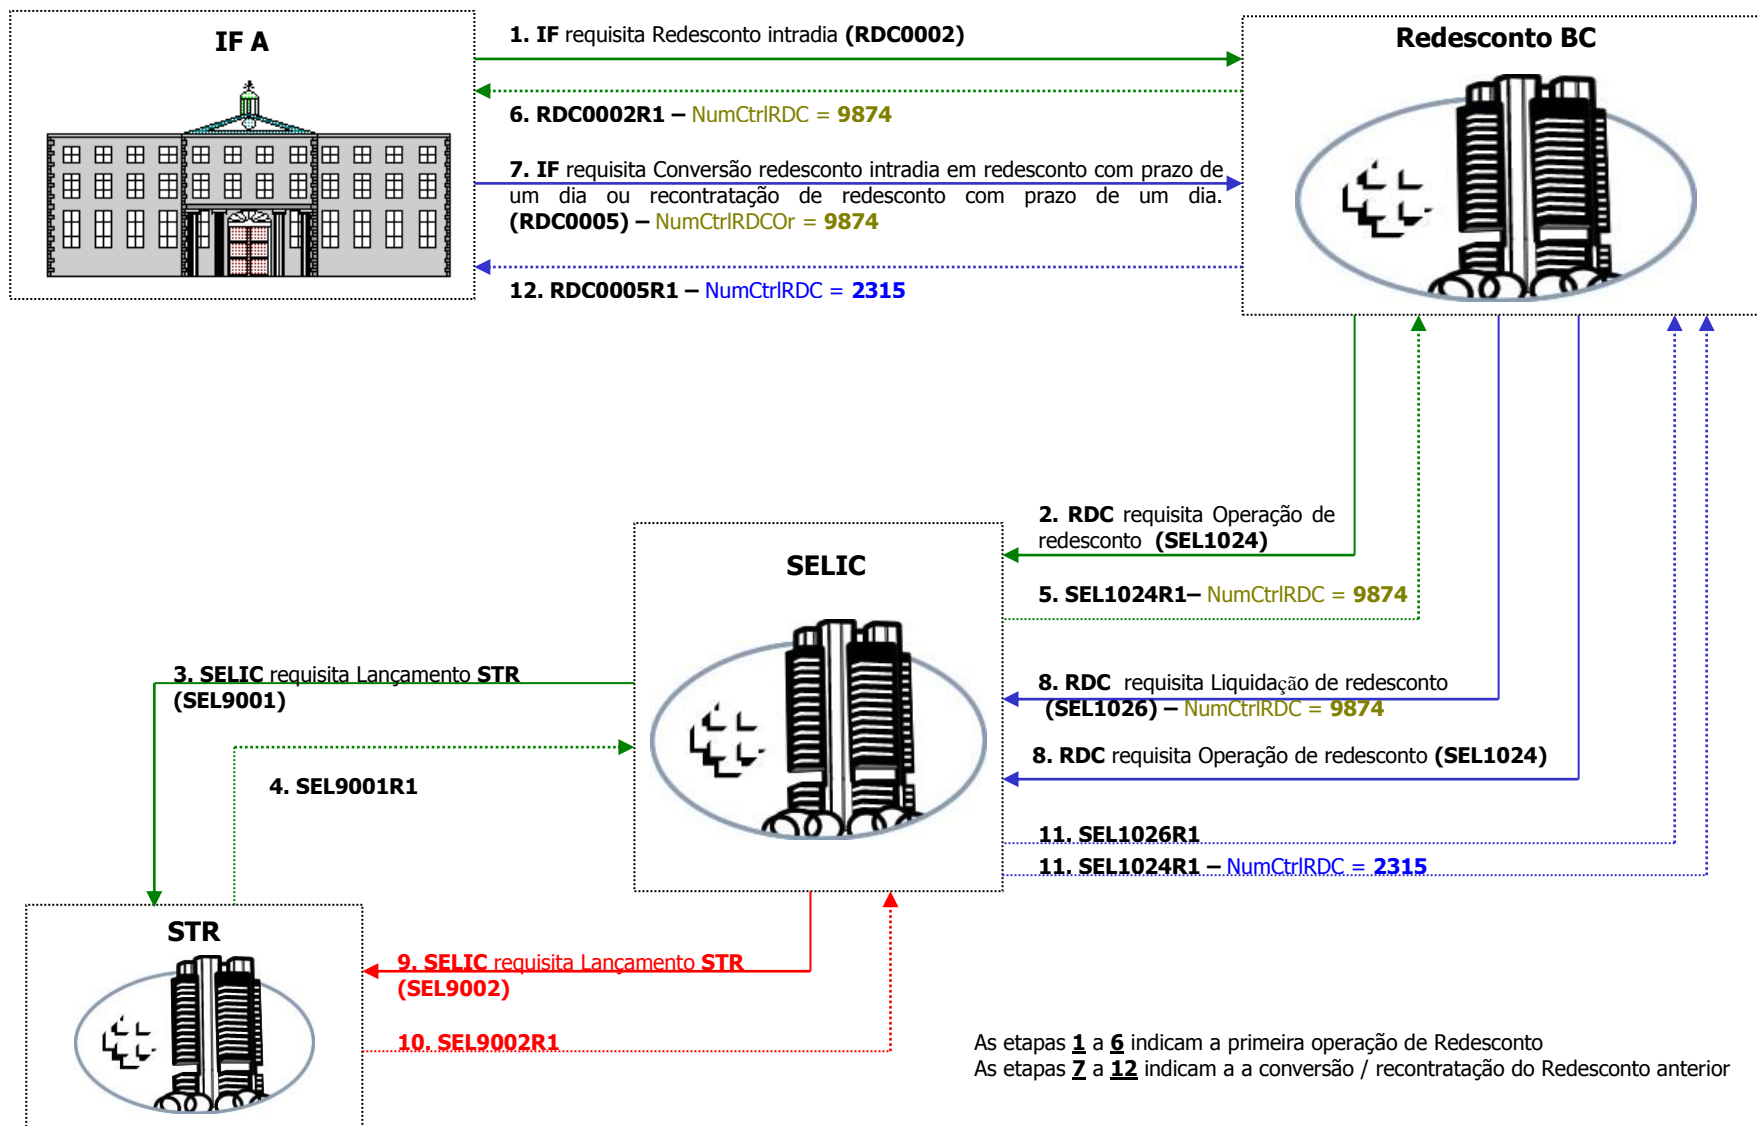 IF A
1. IF requisita Redesconto intradia (RDC0002)
Redesconto BC
6. RDC0002R1 – NumCtrlRDC = 9874
7. IF requisita Conversão redesconto intradia em redesconto com prazo de
um dia ou recontratação de redesconto com prazo de um dia.
(RDC0005) – NumCtrlRDCOr = 9874
12. RDC0005R1 – NumCtrlRDC = 2315
2. RDC requisita Operação de
redesconto (SEL1024)
SELIC
5. SEL1024R1– NumCtrlRDC = 9874
3. SELIC requisita Lançamento STR
(SEL9001)
8. RDC requisita Liquidação de redesconto
(SEL1026) – NumCtrlRDC = 9874
8. RDC requisita Operação de redesconto (SEL1024)
4. SEL9001R1
11. SEL1026R1
11. SEL1024R1 – NumCtrlRDC = 2315
STR
9. SELIC requisita Lançamento STR
(SEL9002)
10. SEL9002R1
As etapas 1 a 6 indicam a primeira operação de Redesconto
As etapas 7 a 12 indicam a a conversão / recontratação do Redesconto anterior